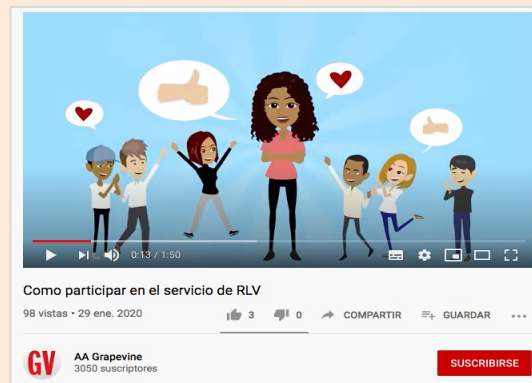 0:13 / 1:50
Como participar en el servicio de RLV
98 vistas • 29 ene. 2020
3
0
COMPARTIR
GUARDAR
GV
AA Grapevine
3050 suscriptores
SUSCRIBIRSE